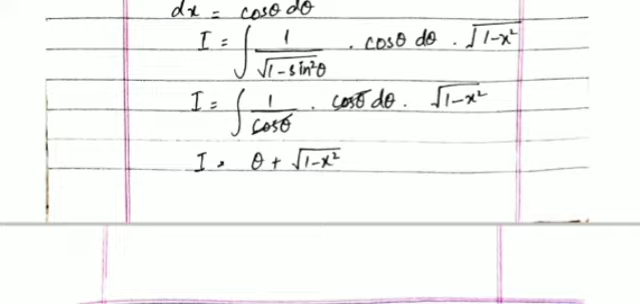 dx = cosθ dθ
I = ∫ 1/√1-sin²θ . cosθ dθ . √1-x²
I = ∫ 1/cosθ . cosθ dθ . √1-x²
I = θ + √1-x²